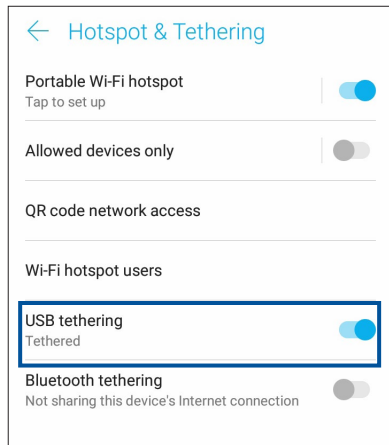 Hotspot & Tethering
Portable Wi-Fi hotspot
Tap to set up
Allowed devices only
QR code network access
Wi-Fi hotspot users
USB tethering
Tethered
Bluetooth tethering
Not sharing this device's Internet connection